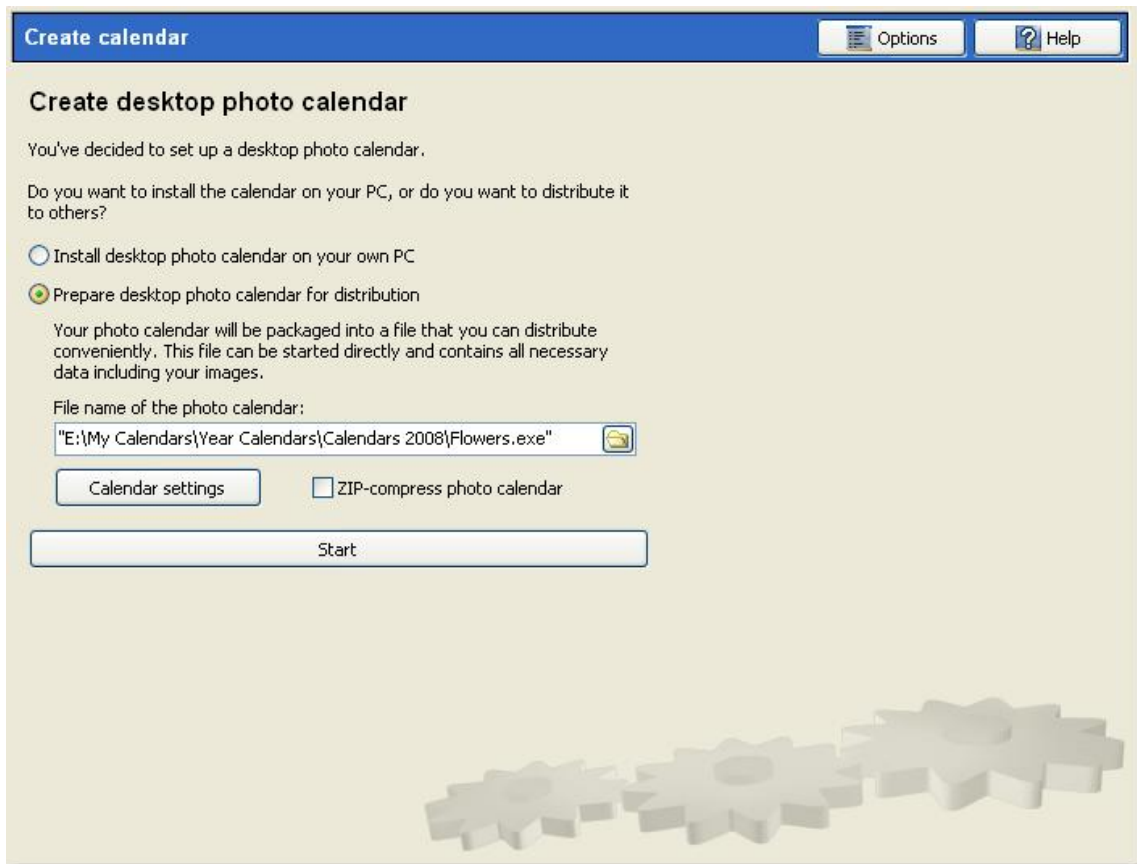 Create calendar
Options
Help
Create desktop photo calendar
You've decided to set up a desktop photo calendar.
Do you want to install the calendar on your PC, or do you want to distribute it
to others?
Install desktop photo calendar on your own PC
Prepare desktop photo calendar for distribution
Your photo calendar will be packaged into a file that you can distribute
conveniently. This file can be started directly and contains all necessary
data including your images.
File name of the photo calendar:
"E:\My Calendars\Year Calendars\Calendars 2008\Flowers.exe"
Calendar settings
ZIP-compress photo calendar
Start